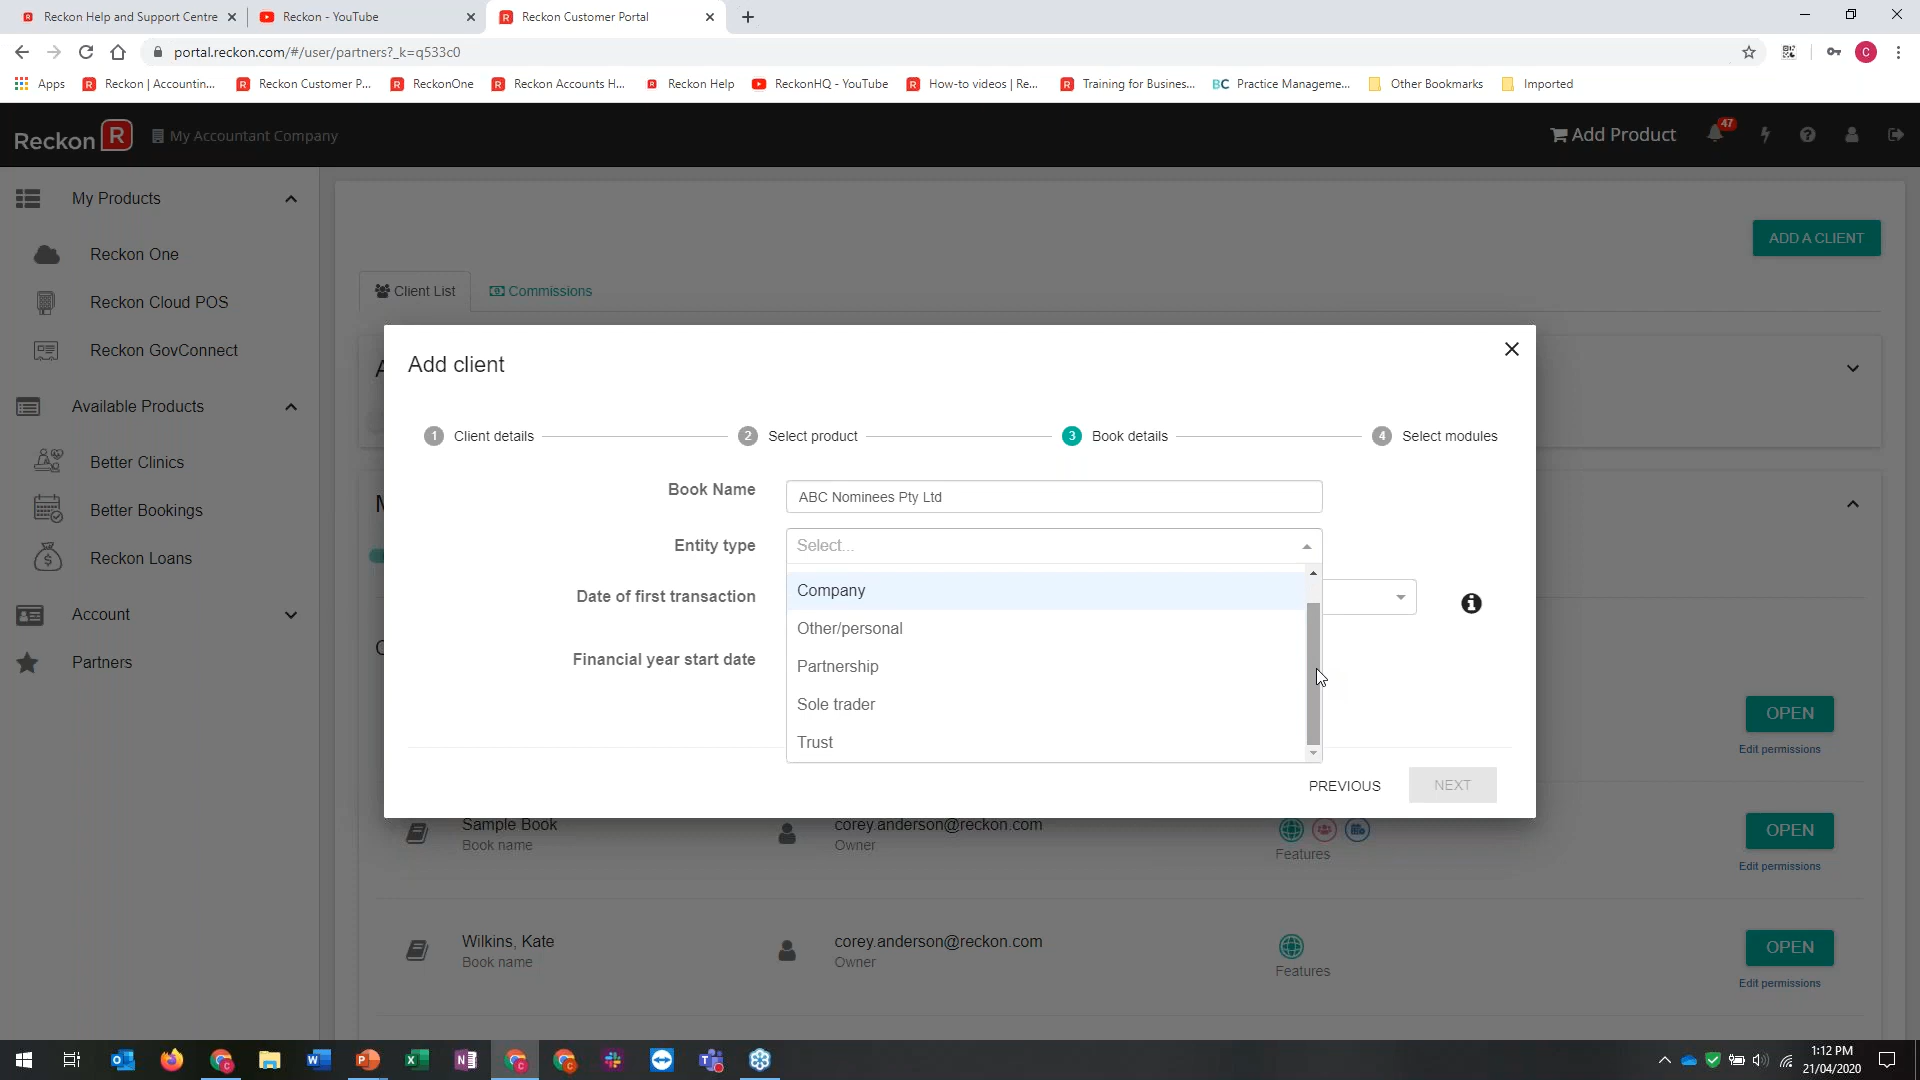 Reckon Help and Support Centre
Reckon - YouTube
Reckon Customer Portal
portal.reckon.com/#/user/partners?_k=q533c0
C
Apps
Reckon | Accountin...
Reckon Customer P...
ReckonOne
Reckon Accounts H...
Reckon Help
ReckonHQ - YouTube
How-to videos | Re...
Training for Busines...
BC Practice Manageme...
Other Bookmarks
Imported
Reckon R
My Accountant Company
Add Product
47
My Products
Reckon One
Reckon Cloud POS
Reckon GovConnect
Available Products
Better Clinics
Better Bookings
Reckon Loans
Account
Partners
ADD A CLIENT
Client List
Commissions
Add client
1 Client details
2 Select product
3 Book details
4 Select modules
Book Name
ABC Nominees Pty Ltd
Entity type
Select...
Company
Other/personal
Partnership
Sole trader
Trust
Date of first transaction
Financial year start date
PREVIOUS
NEXT
OPEN
Edit permissions
Sample Book
Book name
corey.anderson@reckon.com
Owner
Features
OPEN
Edit permissions
Wilkins, Kate
Book name
corey.anderson@reckon.com
Owner
Features
OPEN
Edit permissions
1:12 PM
21/04/2020